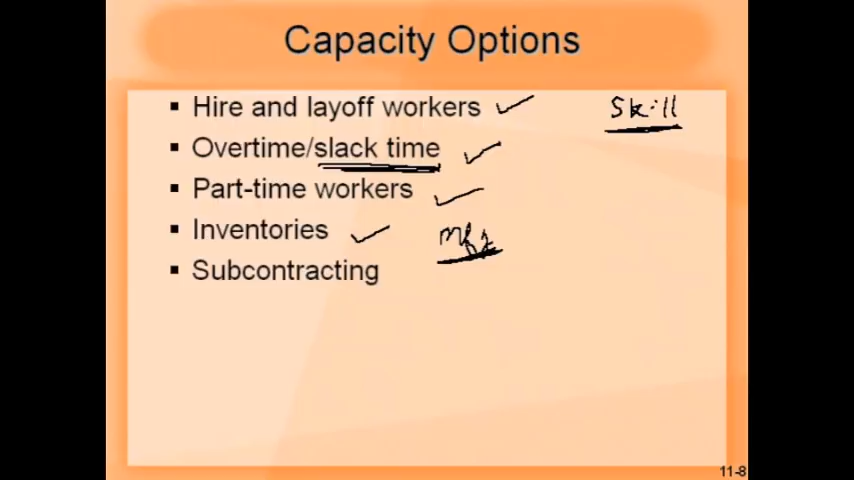 Capacity Options
▪ Hire and layoff workers ✓ Skill
▪ Overtime/slack time ✓
▪ Part-time workers ✓
▪ Inventories ✓
▪ Subcontracting
11-8